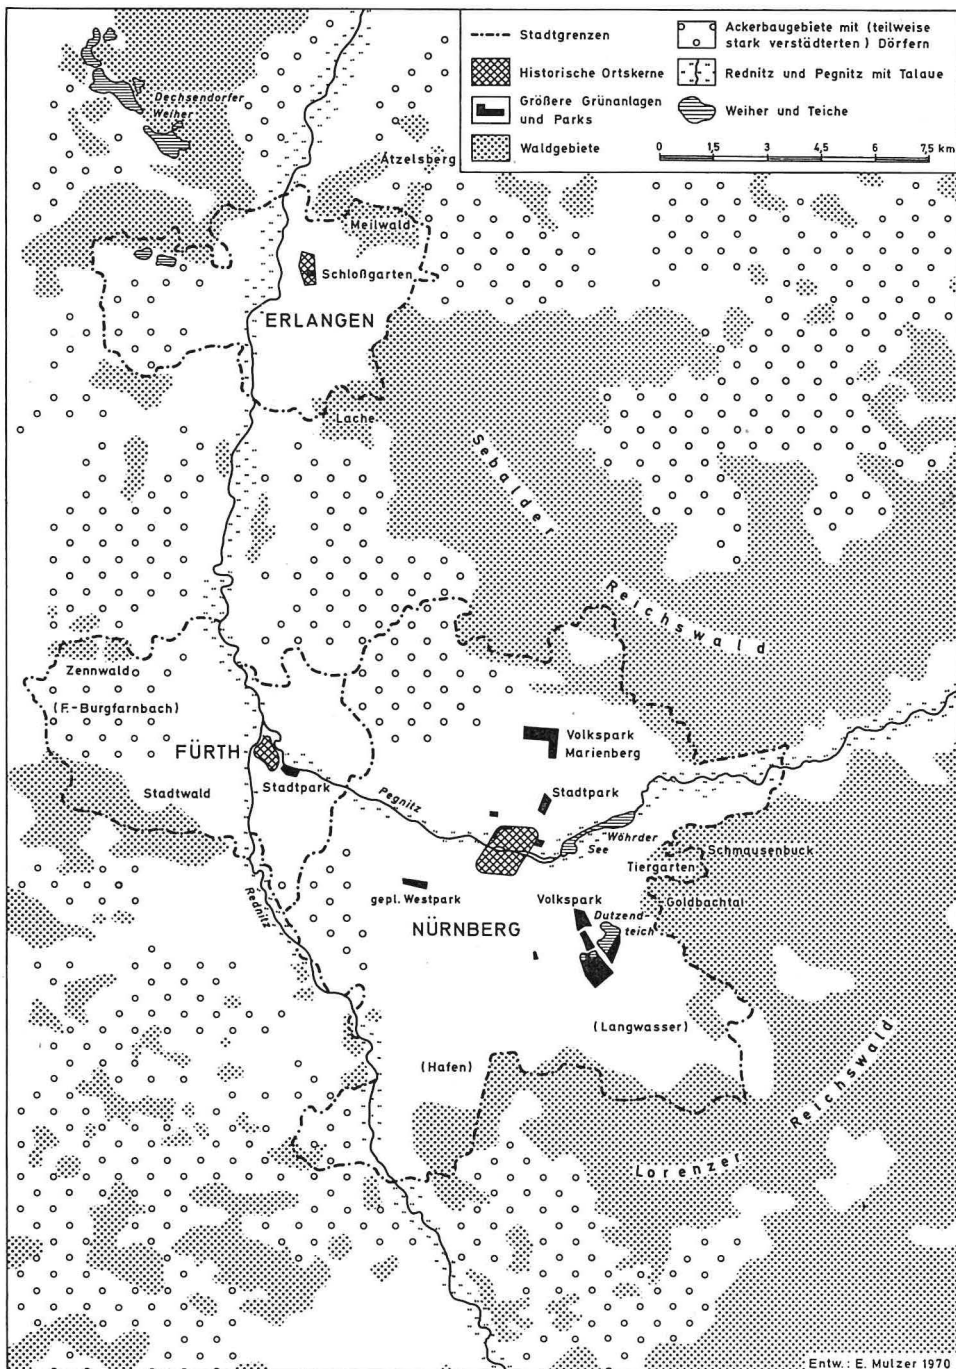 Stadtgrenzen
Historische Ortskerne
Größere Grünanlagen
und Parks
Waldgebiete
Ackerbaugebiete mit (teilweise
stark verstädterten) Dörfern
Rednitz und Pegnitz mit Talaue
Weiher und Teiche
0 1,5 3 4,5 6 7,5 km
Dechsendorfer
Weiher
Atzelsberg
Meilwald
Schloßgarten
ERLANGEN
Lache
Sebalder
Reichswald
Zennwald
(F.-Burgfarnbach)
FÜRTH
Stadtpark
Stadtwald
Volkspark
Marienberg
Stadtpark
Pegnitz
Wöhrder
See
Schmausenbuck
Tiergarten
Goldbachtal
gepl. Westpark
Volkspark
Dutzend-
teich
NÜRNBERG
Rednitz
(Langwasser)
(Hafen)
Reichswald
Lorenzer
Entw.: E. Mulzer 1970